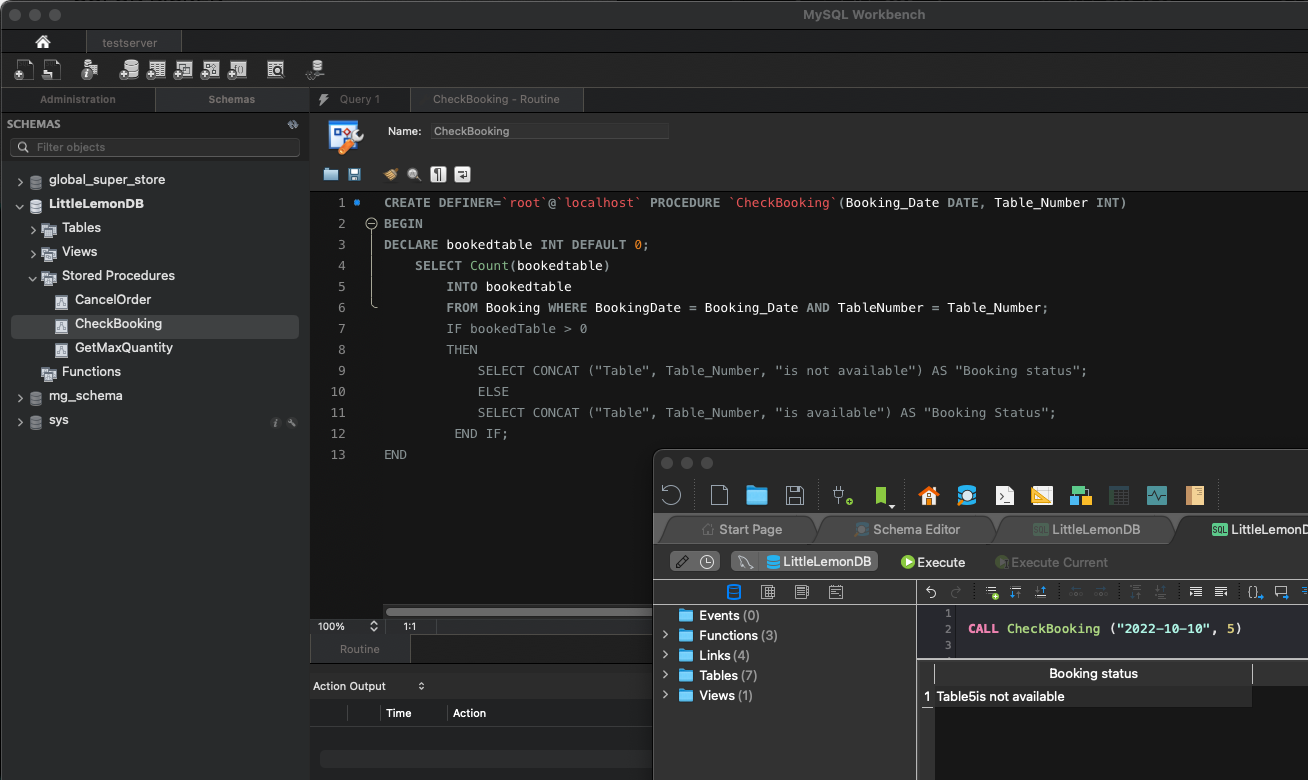 MySQL Workbench
testserver
Administration
Schemas
Query 1
CheckBooking - Routine
SCHEMAS
Filter objects
global_super_store
LittleLemonDB
Tables
Views
Stored Procedures
CancelOrder
CheckBooking
GetMaxQuantity
Functions
mg_schema
sys
Name: CheckBooking
1 CREATE DEFINER=`root`@`localhost` PROCEDURE `CheckBooking`(Booking_Date DATE, Table_Number INT)
2 BEGIN
3 DECLARE bookedtable INT DEFAULT 0;
4 SELECT Count(bookedtable)
5 INTO bookedtable
6 FROM Booking WHERE BookingDate = Booking_Date AND TableNumber = Table_Number;
7 IF bookedTable > 0
8 THEN
9 SELECT CONCAT ("Table", Table_Number, "is not available") AS "Booking status";
10 ELSE
11 SELECT CONCAT ("Table", Table_Number, "is available") AS "Booking Status";
12 END IF;
13 END
100% 1:1
Routine
Action Output
Time Action
Start Page
Schema Editor
SQL LittleLemonDB
SQL LittleLemonD
LittleLemonDB
Execute
Execute Current
Events (0)
Functions (3)
Links (4)
Tables (7)
Views (1)
1
2 CALL CheckBooking ("2022-10-10", 5)
3
Booking status
1 Table5is not available